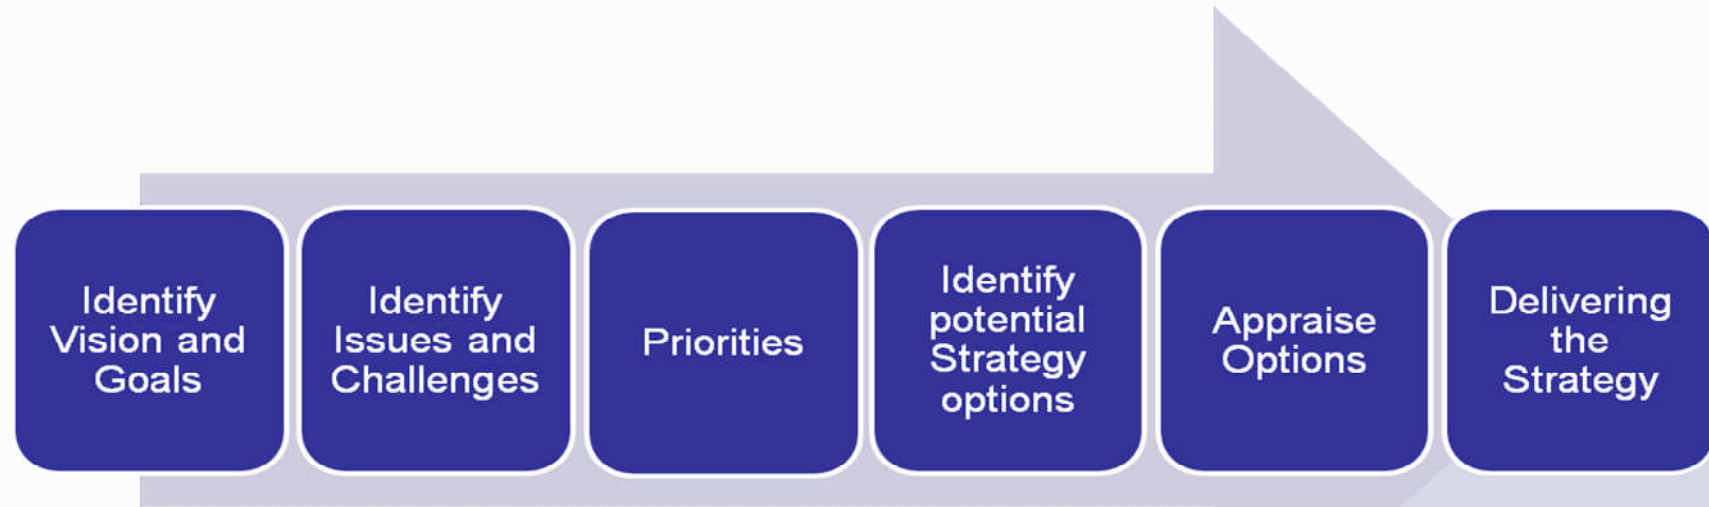 Identify
Vision and
Goals
Identify
Issues and
Challenges
Priorities
Identify
potential
Strategy
options
Appraise
Options
Delivering
the
Strategy